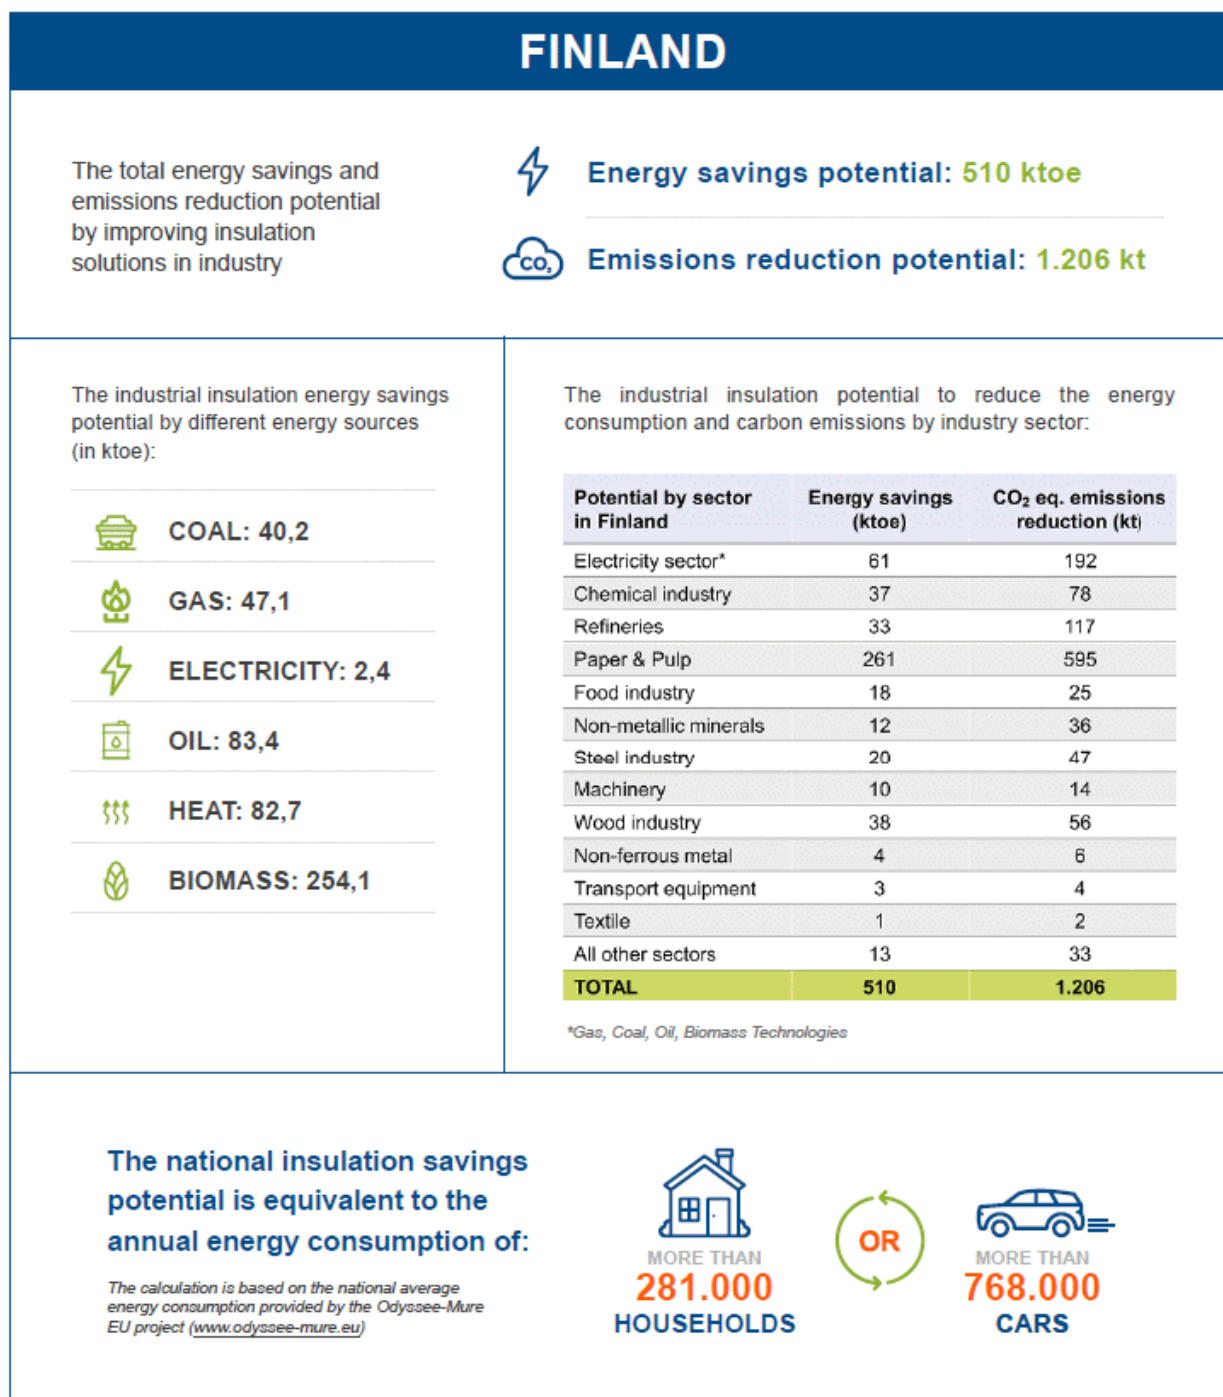 FINLAND
The total energy savings and
emissions reduction potential
by improving insulation
solutions in industry
Energy savings potential: 510 ktoe
CO₂
Emissions reduction potential: 1.206 kt
The industrial insulation energy savings
potential by different energy sources
(in ktoe):
COAL: 40,2
GAS: 47,1
ELECTRICITY: 2,4
OIL: 83,4
HEAT: 82,7
BIOMASS: 254,1
The industrial insulation potential to reduce the energy
consumption and carbon emissions by industry sector:
Potential by sector in Finland Energy savings (ktoe) CO₂ eq. emissions reduction (kt)
Electricity sector* 61 192
Chemical industry 37 78
Refineries 33 117
Paper & Pulp 261 595
Food industry 18 25
Non-metallic minerals 12 36
Steel industry 20 47
Machinery 10 14
Wood industry 38 56
Non-ferrous metal 4 6
Transport equipment 3 4
Textile 1 2
All other sectors 13 33
TOTAL 510 1.206
*Gas, Coal, Oil, Biomass Technologies
The national insulation savings
potential is equivalent to the
annual energy consumption of:
The calculation is based on the national average
energy consumption provided by the Odyssee-Mure
EU project (www.odyssee-mure.eu)
MORE THAN
281.000
HOUSEHOLDS
OR
MORE THAN
768.000
CARS